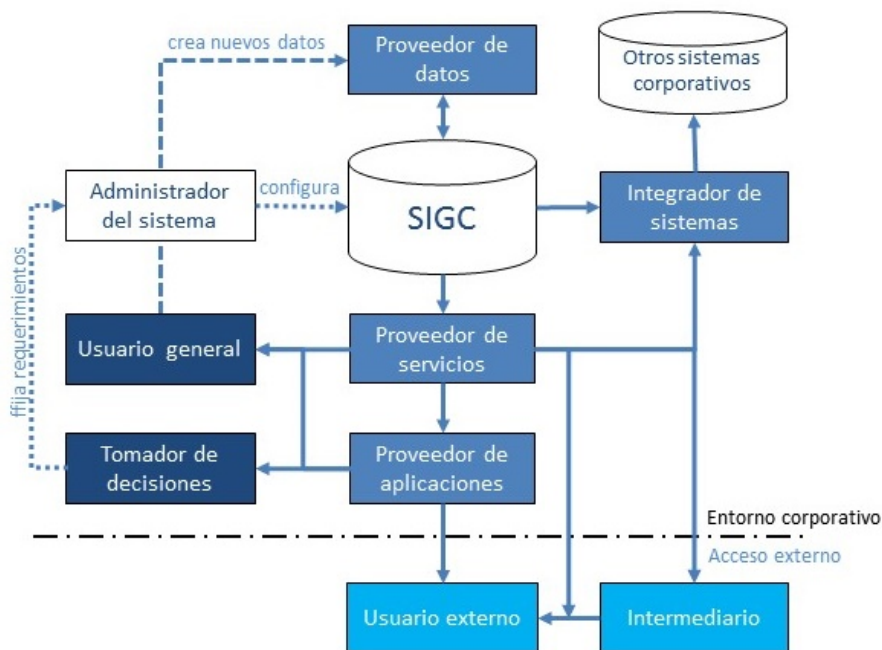 crea nuevos datos
Proveedor de
datos
Otros sistemas
corporativos
Administrador
del sistema
configura
SIGC
Integrador de
sistemas
ffija requerimientos
Usuario general
Proveedor de
servicios
Tomador de
decisiones
Proveedor de
aplicaciones
Entorno corporativo
Acceso externo
Usuario externo
Intermediario